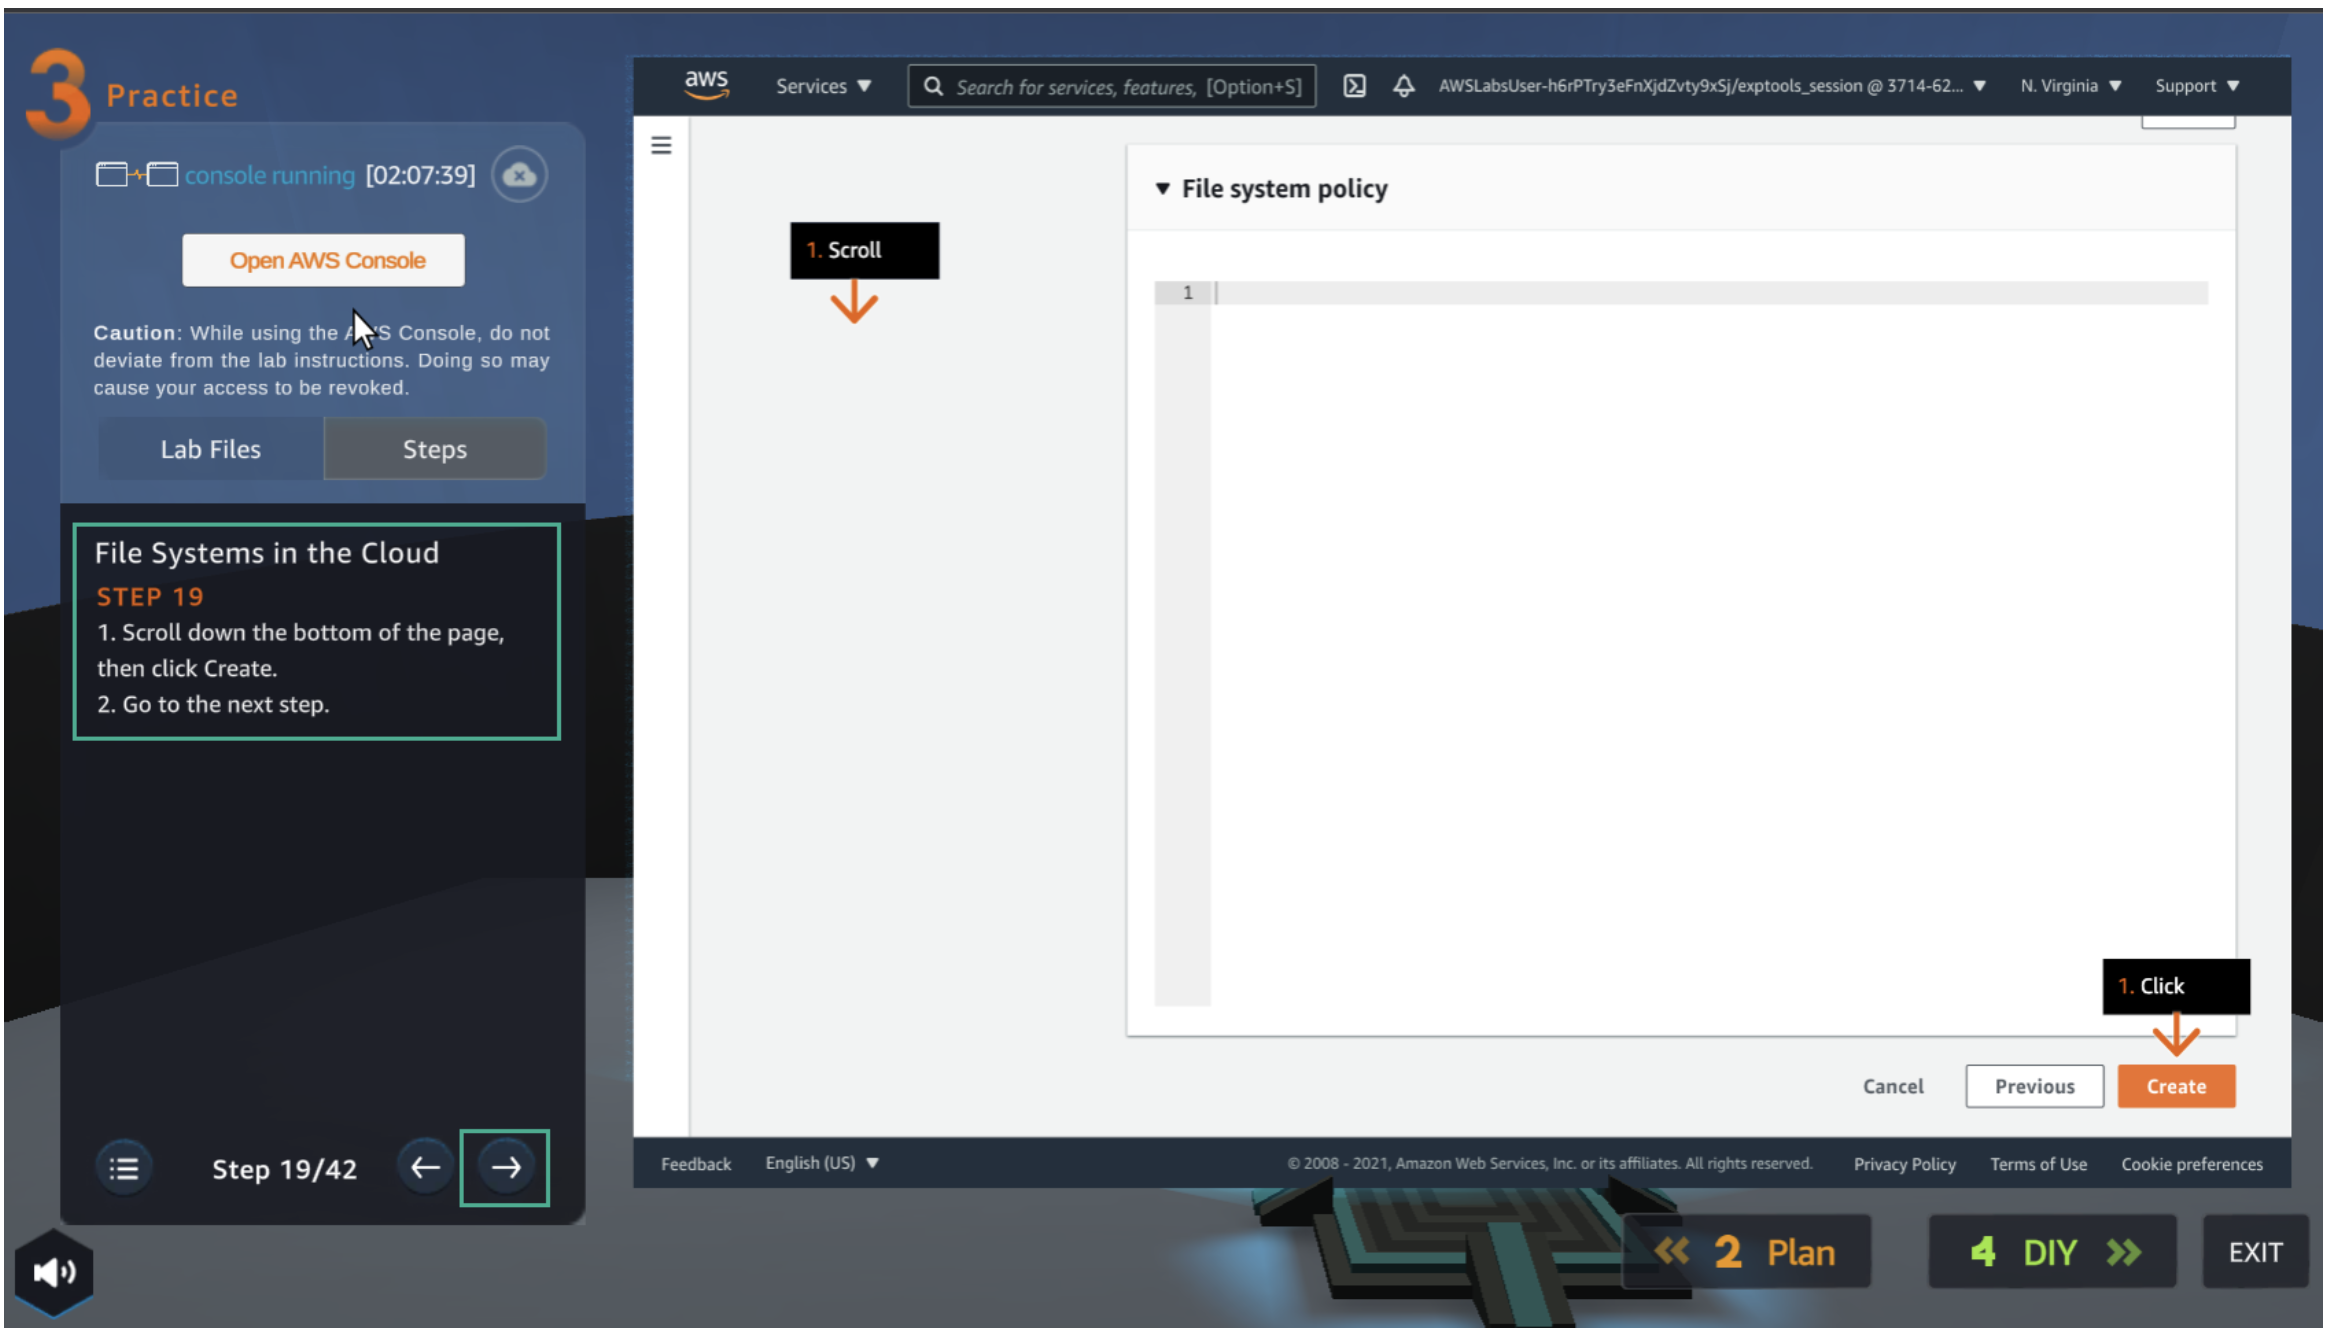 3 Practice
console running [02:07:39]
Open AWS Console
Caution: While using the AWS Console, do not
deviate from the lab instructions. Doing so may
cause your access to be revoked.
Lab Files
Steps
File Systems in the Cloud
STEP 19
1. Scroll down the bottom of the page,
then click Create.
2. Go to the next step.
Step 19/42
aws
Services
Search for services, features, [Option+S]
AWSLabsUser-h6rPTry3eFnXjdZvty9xSj/exptools_session @ 3714-62...
N. Virginia
Support
File system policy
1. Scroll
1
1. Click
Cancel
Previous
Create
Feedback
English (US)
© 2008 - 2021, Amazon Web Services, Inc. or its affiliates. All rights reserved.
Privacy Policy
Terms of Use
Cookie preferences
2 Plan
4 DIY
EXIT